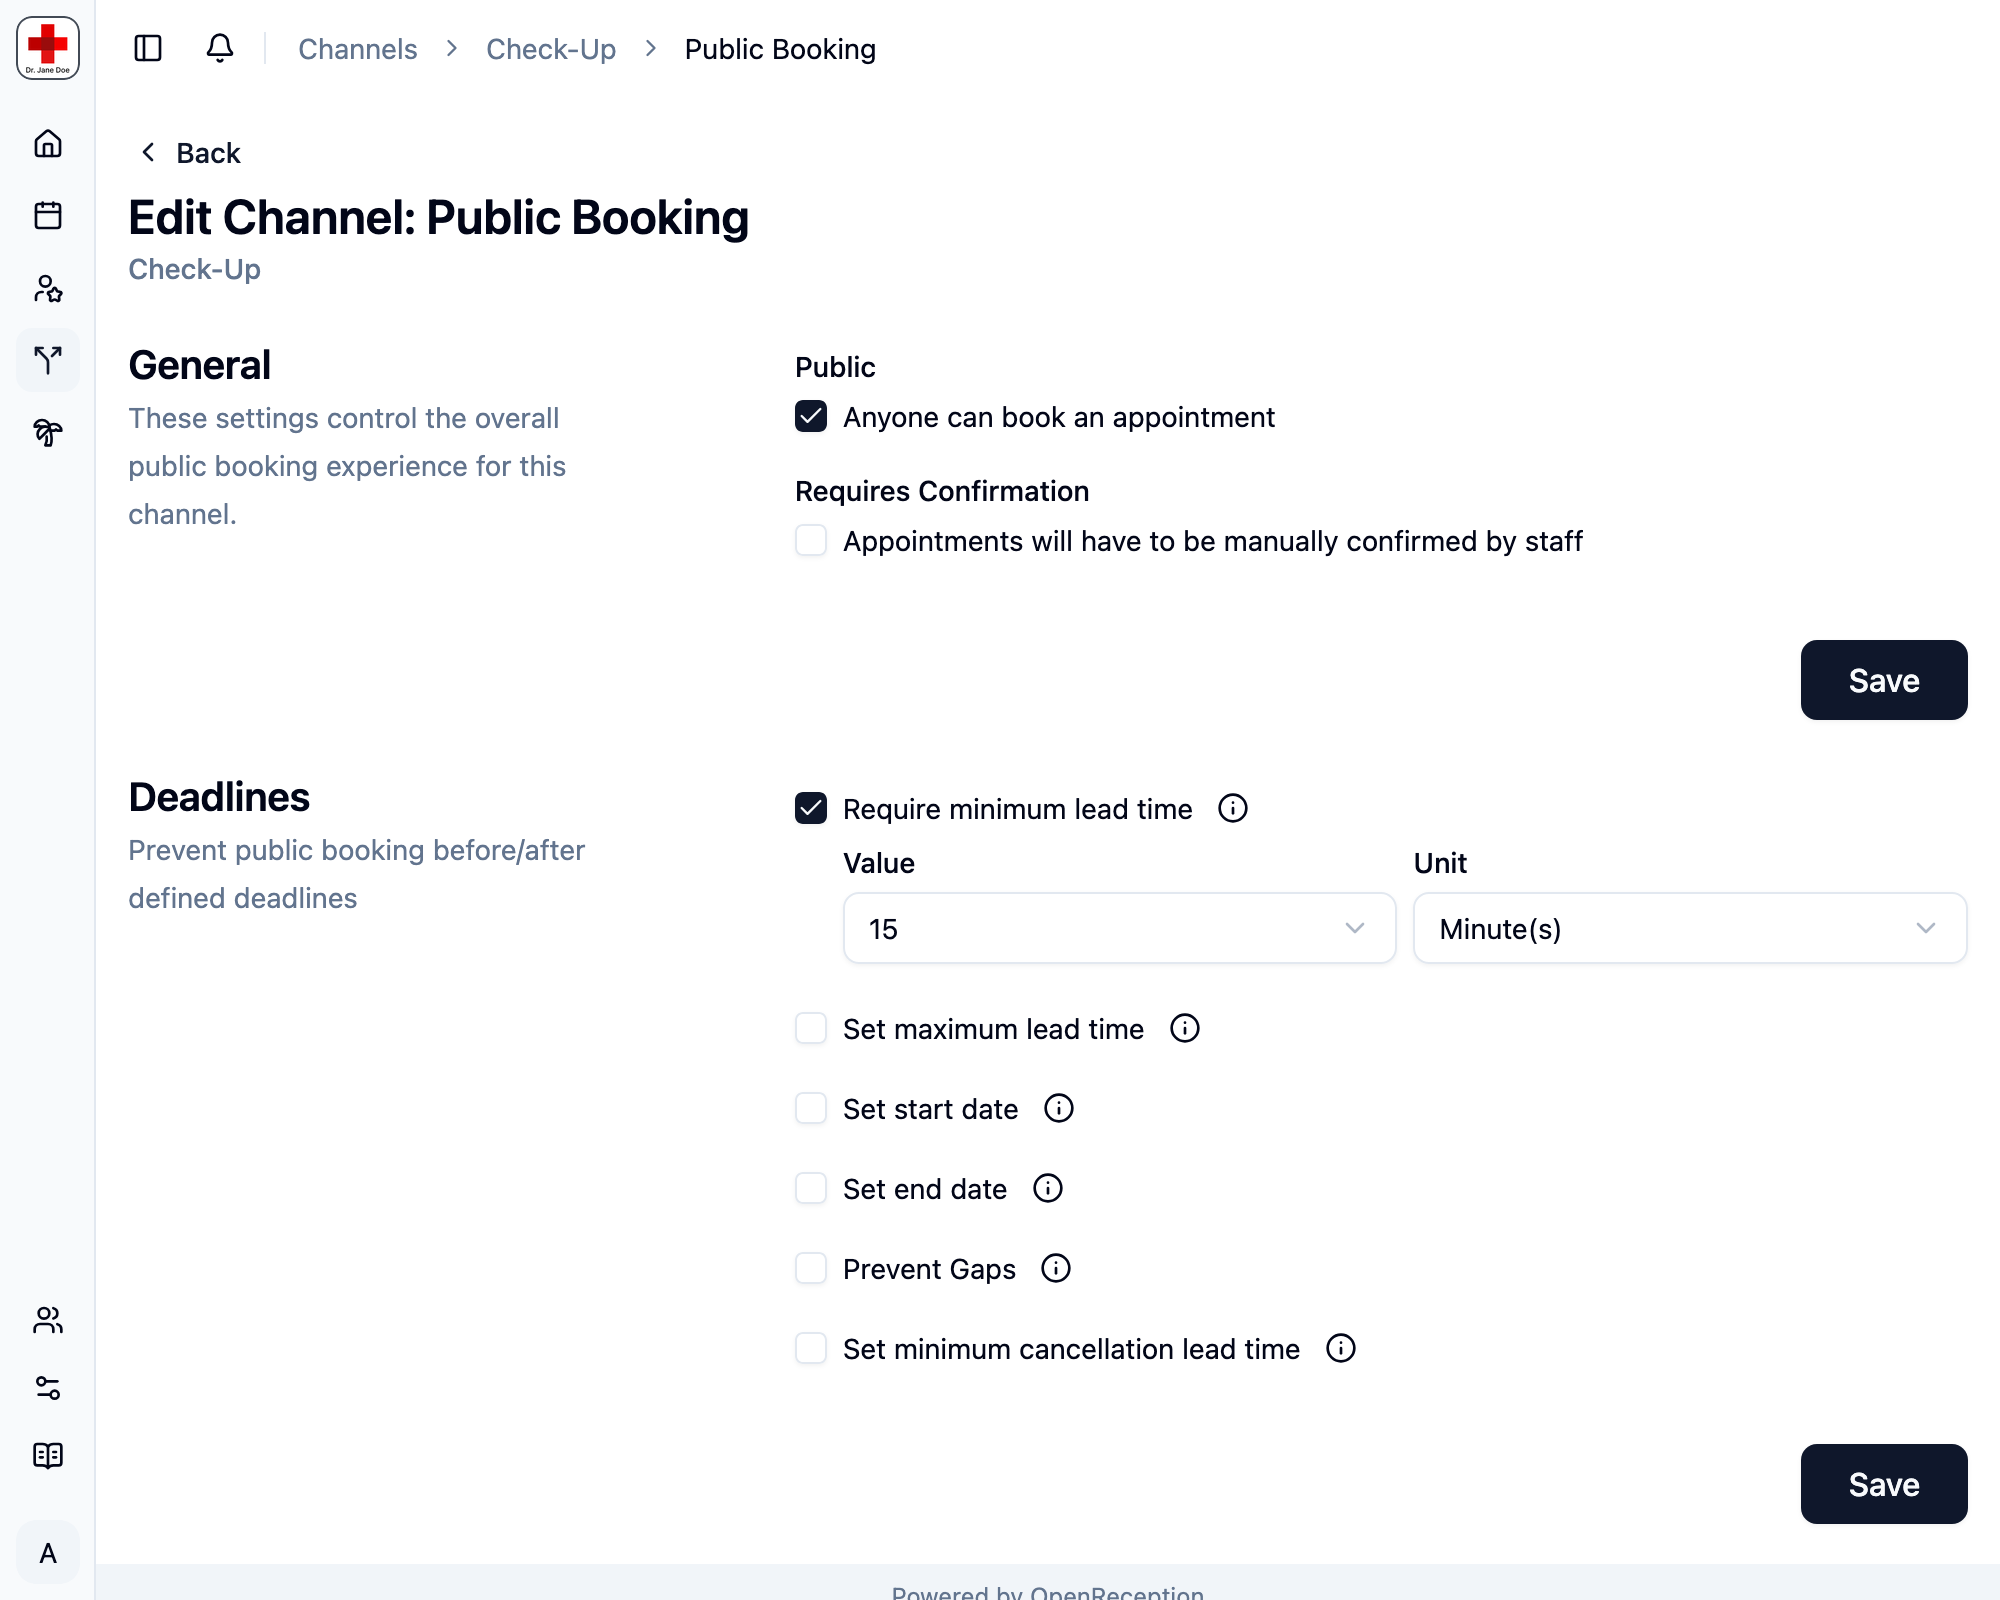 Dr. Jane Doe
Channels > Check-Up > Public Booking
Back
Edit Channel: Public Booking
Check-Up
General
These settings control the overall
public booking experience for this
channel.
Public
Anyone can book an appointment
Requires Confirmation
Appointments will have to be manually confirmed by staff
Save
Deadlines
Prevent public booking before/after
defined deadlines
Require minimum lead time
Value
Unit
15
Minute(s)
Set maximum lead time
Set start date
Set end date
Prevent Gaps
Set minimum cancellation lead time
Save
A
Powered by OpenReception